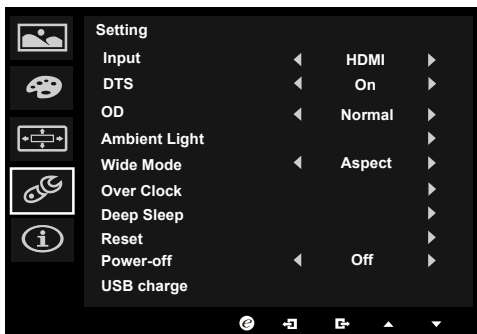 Setting
Input HDMI
DTS On
OD Normal
Ambient Light
Wide Mode Aspect
Over Clock
Deep Sleep
Reset
Power-off Off
USB charge